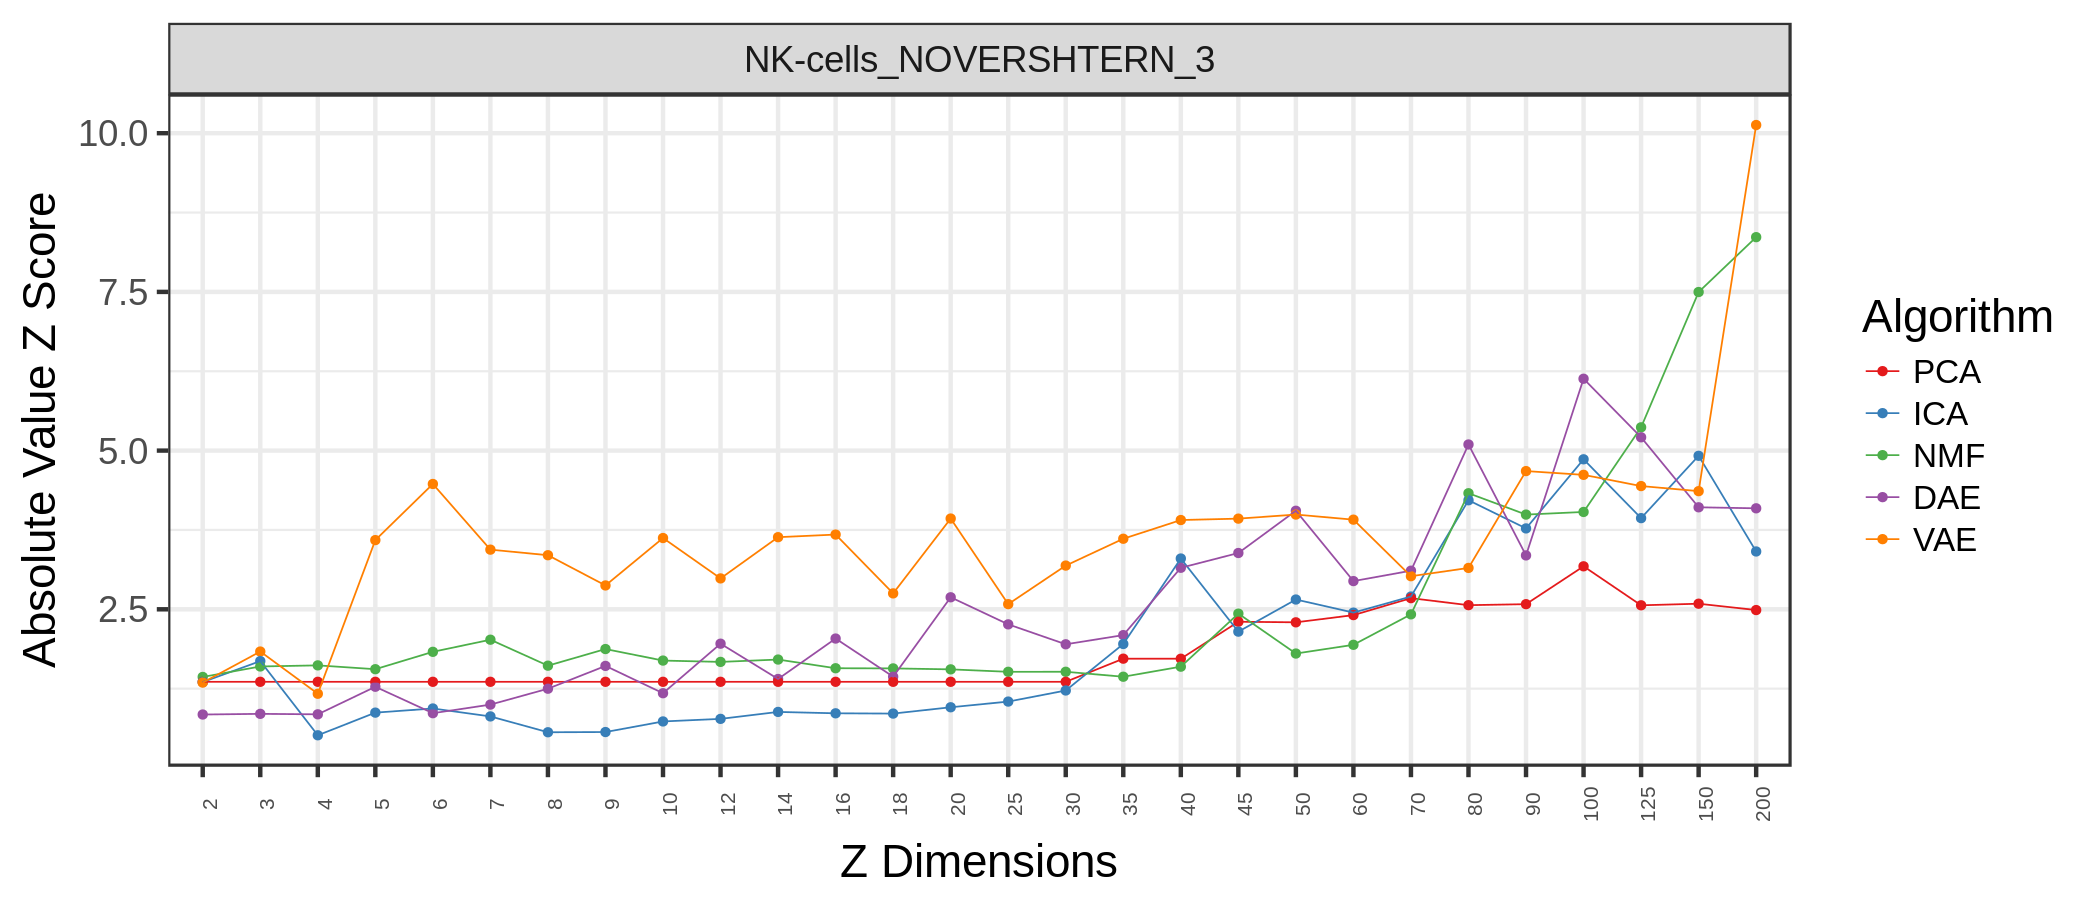 NK-cells_NOVERSHTERN_3
Absolute Value Z Score
10.0
7.5
5.0
2.5
2 3 4 5 6 7 8 9 10 12 14 16 18 20 25 30 35 40 45 50 60 70 80 90 100 125 150 200
Z Dimensions
Algorithm
PCA
ICA
NMF
DAE
VAE